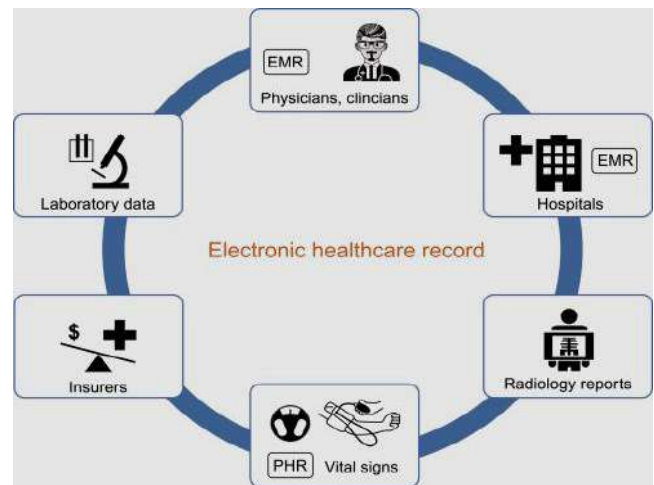 EMR
Physicians, clincians
Laboratory data
EMR
Hospitals
Electronic healthcare record
$
Insurers
Radiology reports
PHR Vital signs